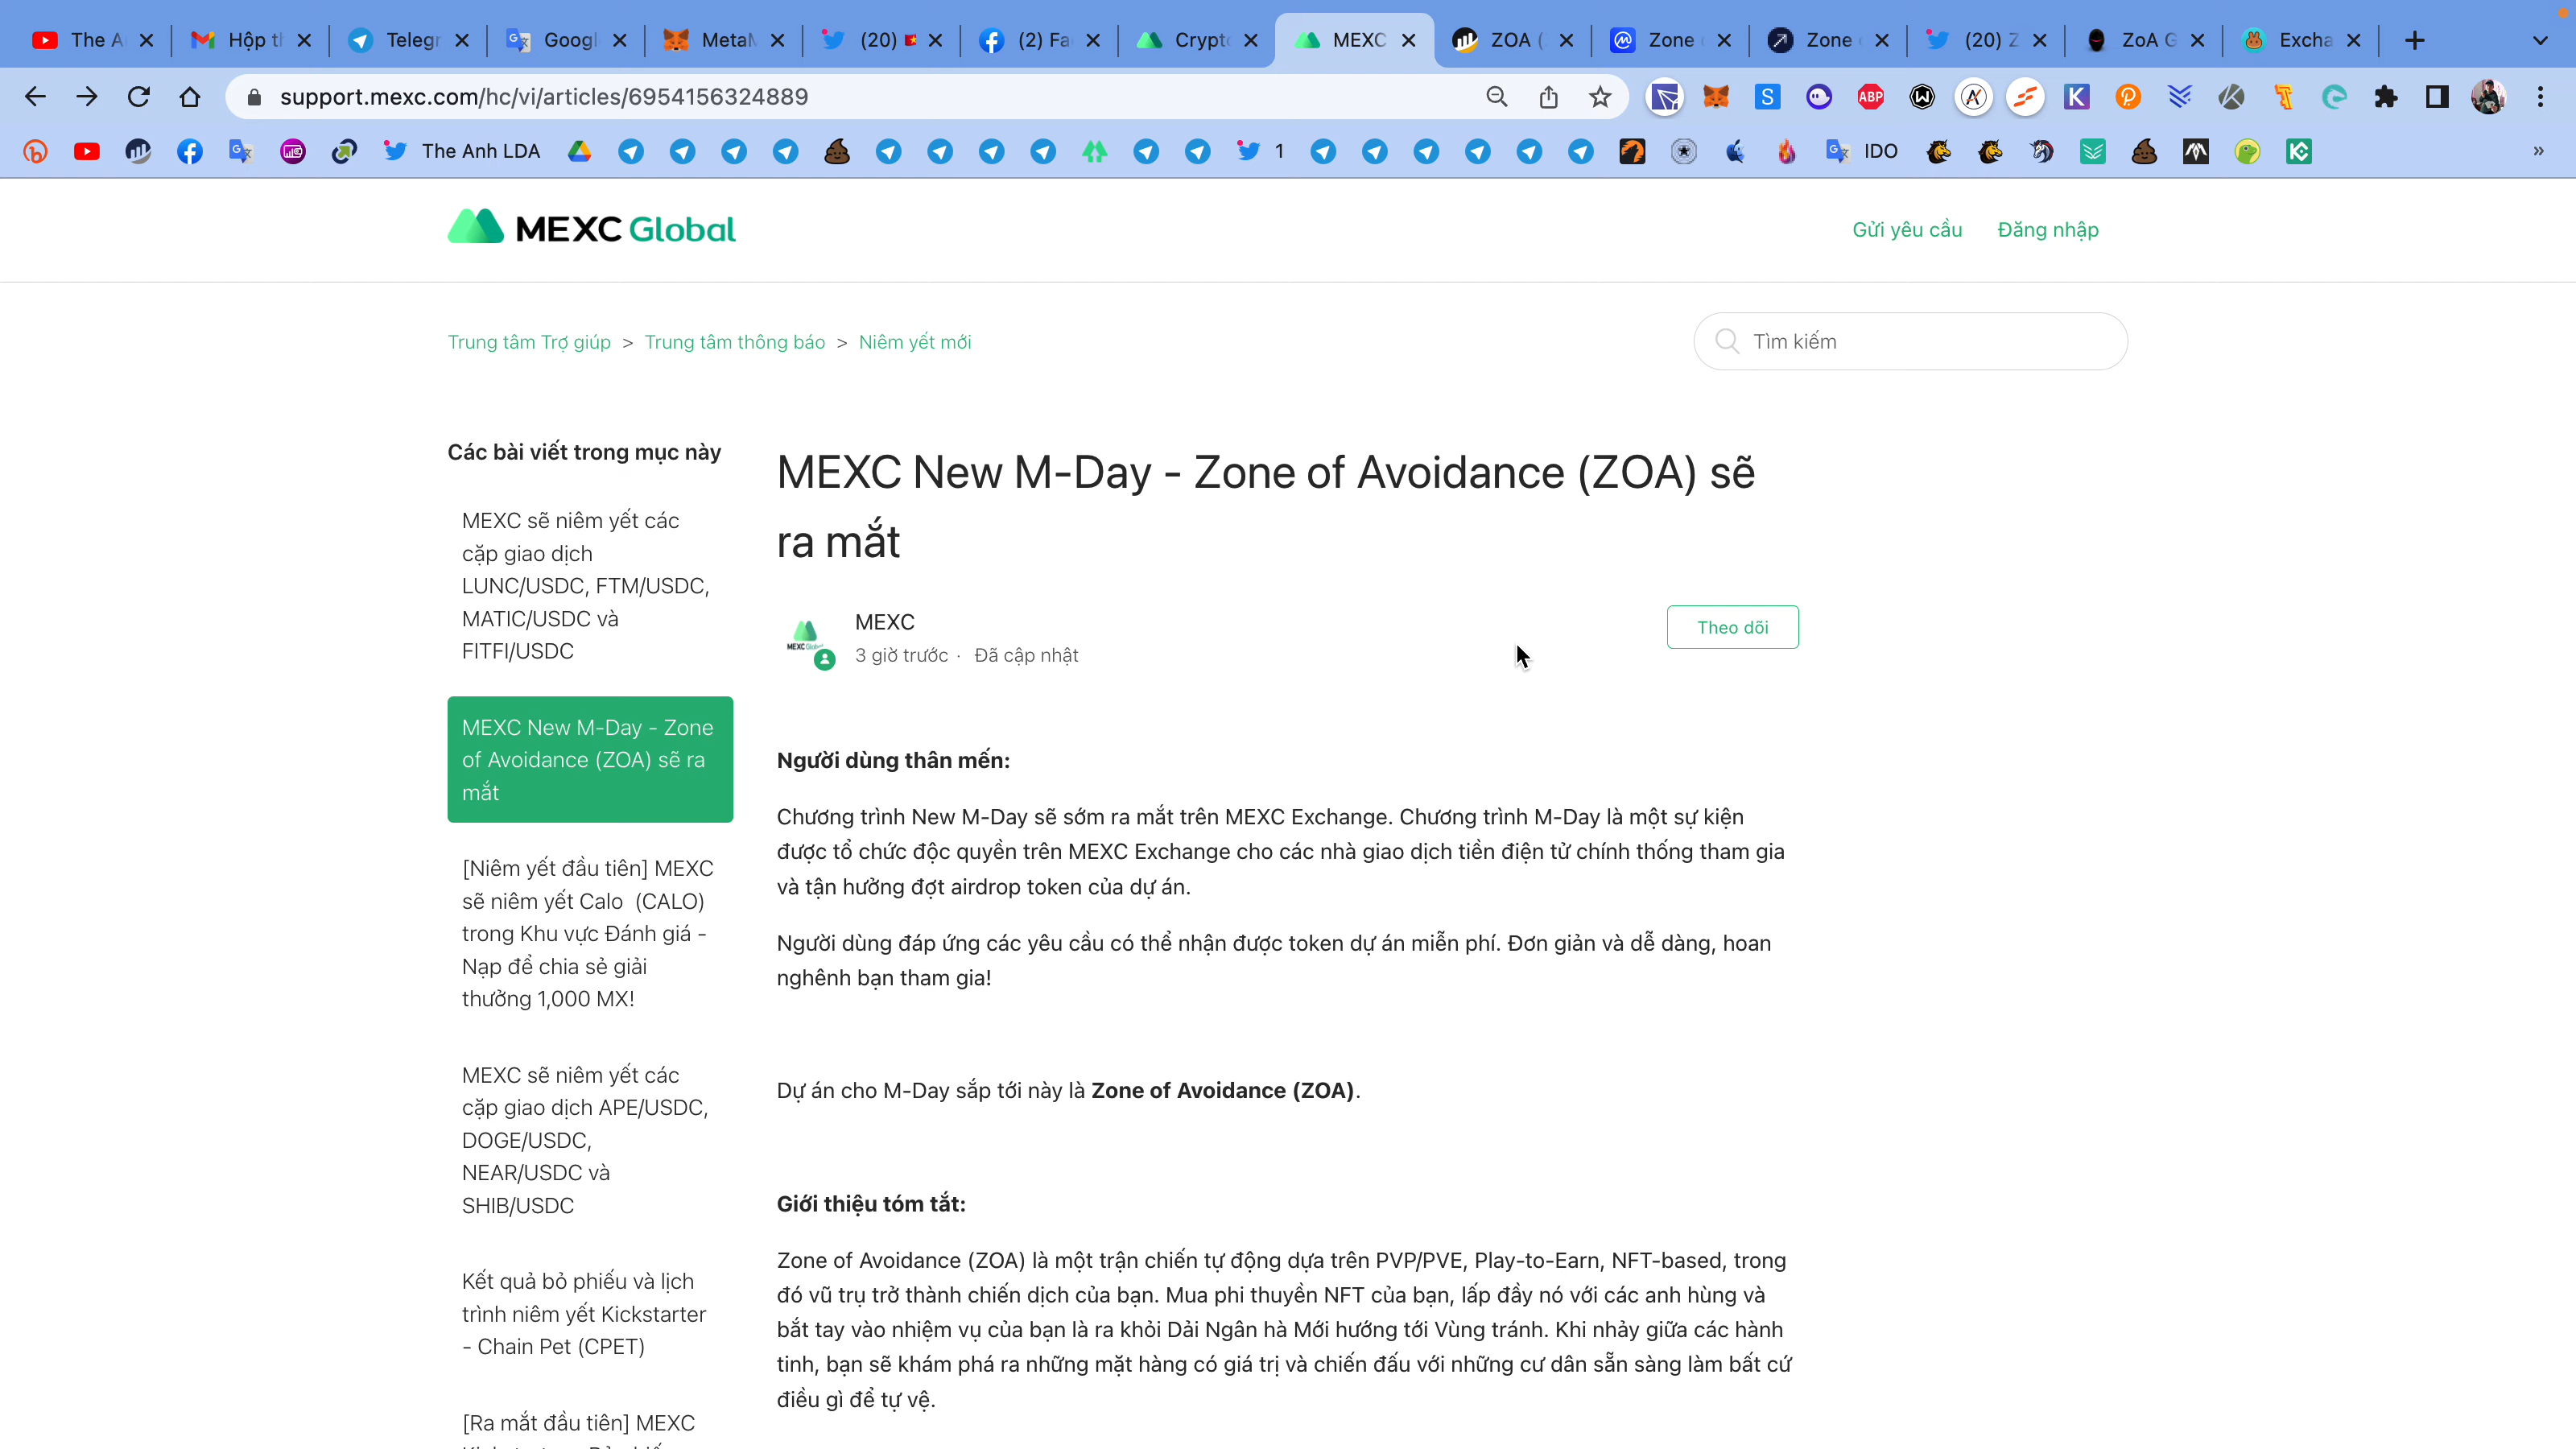 The A
Hộp t
Telegr
Googl
Meta
(20)
(2) Fa
Crypt
MEXC
ZOA (
Zone
Zone
(20) Z
ZoA G
Excha
support.mexc.com/hc/vi/articles/6954156324889
The Anh LDA
1
IDO
MEXC Global
Gửi yêu cầu
Đăng nhập
Trung tâm Trợ giúp > Trung tâm thông báo > Niêm yết mới
Tìm kiếm
Các bài viết trong mục này
MEXC sẽ niêm yết các
cặp giao dịch
LUNC/USDC, FTM/USDC,
MATIC/USDC và
FITFI/USDC
MEXC New M-Day - Zone
of Avoidance (ZOA) sẽ ra
mắt
[Niêm yết đầu tiên] MEXC
sẽ niêm yết Calo (CALO)
trong Khu vực Đánh giá -
Nạp để chia sẻ giải
thưởng 1,000 MX!
MEXC sẽ niêm yết các
cặp giao dịch APE/USDC,
DOGE/USDC,
NEAR/USDC và
SHIB/USDC
Kết quả bỏ phiếu và lịch
trình niêm yết Kickstarter
- Chain Pet (CPET)
[Ra mắt đầu tiên] MEXC
MEXC New M-Day - Zone of Avoidance (ZOA) sẽ
ra mắt
MEXC
3 giờ trước · Đã cập nhật
Theo dõi
Người dùng thân mến:
Chương trình New M-Day sẽ sớm ra mắt trên MEXC Exchange. Chương trình M-Day là một sự kiện
được tổ chức độc quyền trên MEXC Exchange cho các nhà giao dịch tiền điện tử chính thống tham gia
và tận hưởng đợt airdrop token của dự án.
Người dùng đáp ứng các yêu cầu có thể nhận được token dự án miễn phí. Đơn giản và dễ dàng, hoan
nghênh bạn tham gia!
Dự án cho M-Day sắp tới này là Zone of Avoidance (ZOA).
Giới thiệu tóm tắt:
Zone of Avoidance (ZOA) là một trận chiến tự động dựa trên PVP/PVE, Play-to-Earn, NFT-based, trong
đó vũ trụ trở thành chiến dịch của bạn. Mua phi thuyền NFT của bạn, lấp đầy nó với các anh hùng và
bắt tay vào nhiệm vụ của bạn là ra khỏi Dải Ngân hà Mới hướng tới Vùng tránh. Khi nhảy giữa các hành
tinh, bạn sẽ khám phá ra những mặt hàng có giá trị và chiến đấu với những cư dân sẵn sàng làm bất cứ
điều gì để tự vệ.